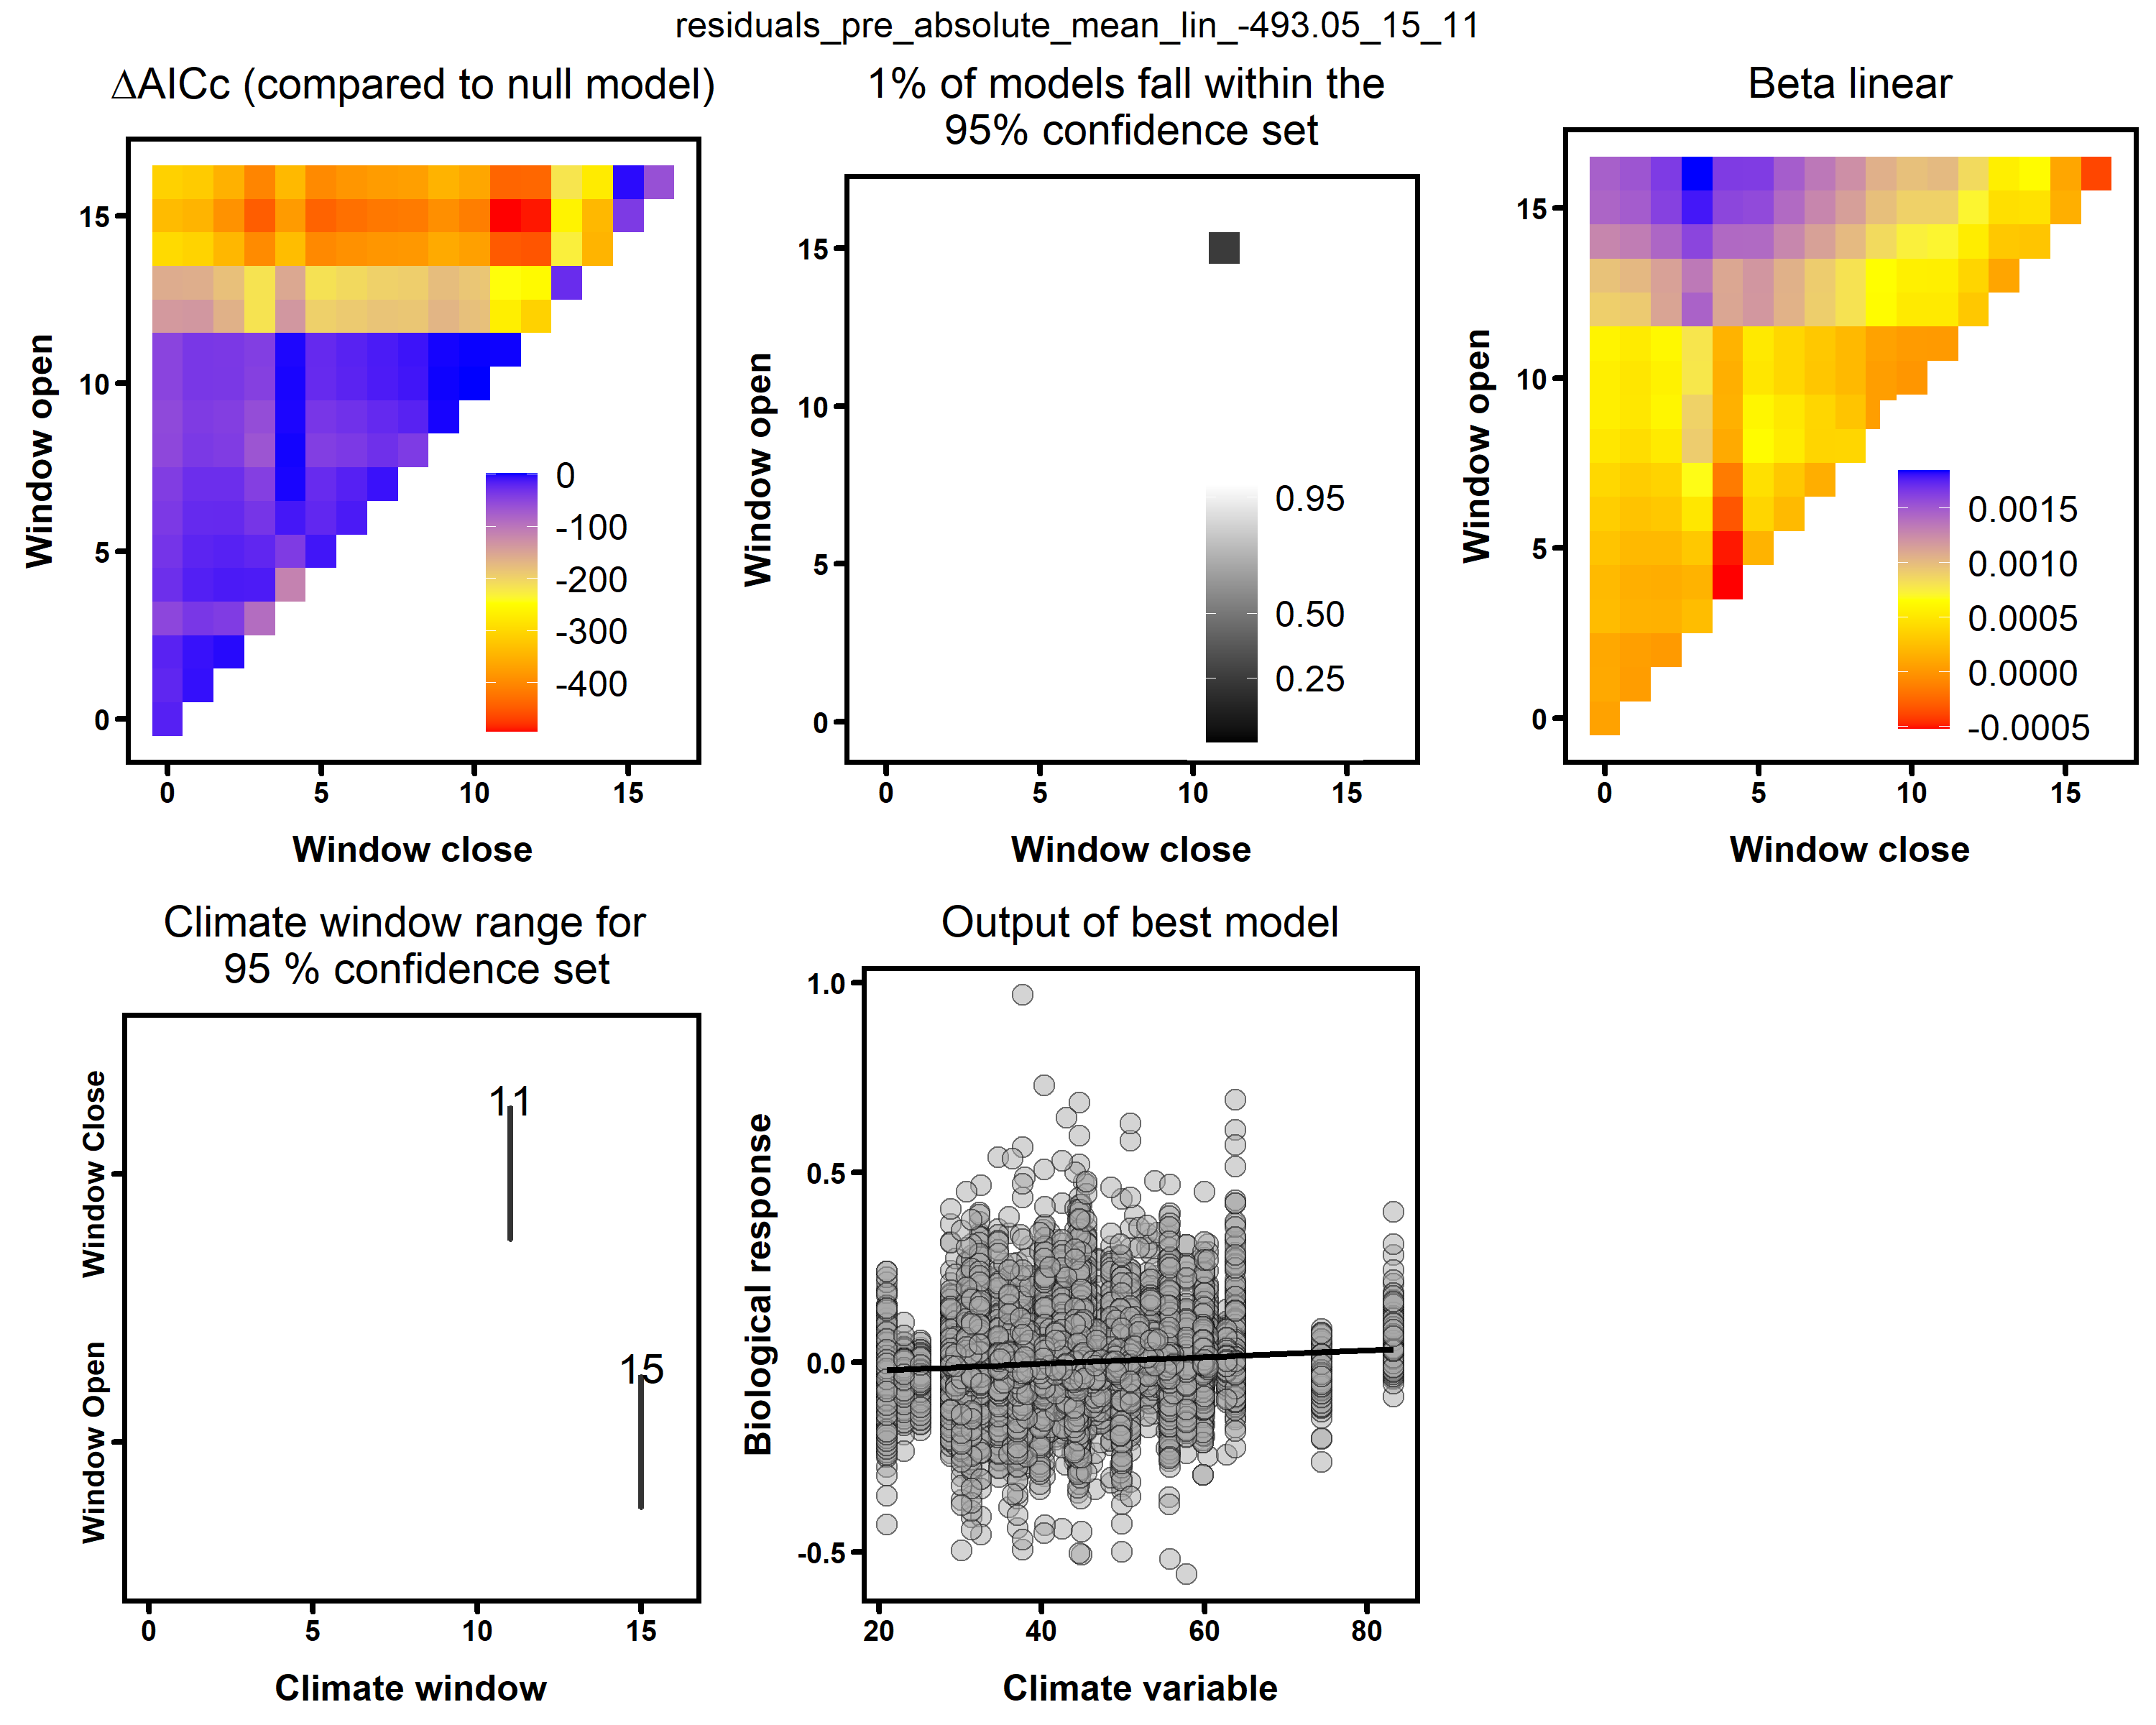 residuals_pre_absolute_mean_lin_-493.05_15_11
ΔAICc (compared to null model)
Window open
15
10
5
0
0
-100
-200
-300
-400
0
5
10
15
Window close
1% of models fall within the
95% confidence set
Window open
15
10
5
0
0.95
0.50
0.25
0
5
10
15
Window close
Beta linear
Window open
15
10
5
0
0.0015
0.0010
0.0005
0.0000
-0.0005
0
5
10
15
Window close
Climate window range for
95 % confidence set
Window Close
Window Open
11
15
0
5
10
15
Climate window
Output of best model
Biological response
1.0
0.5
0.0
-0.5
20
40
60
80
Climate variable